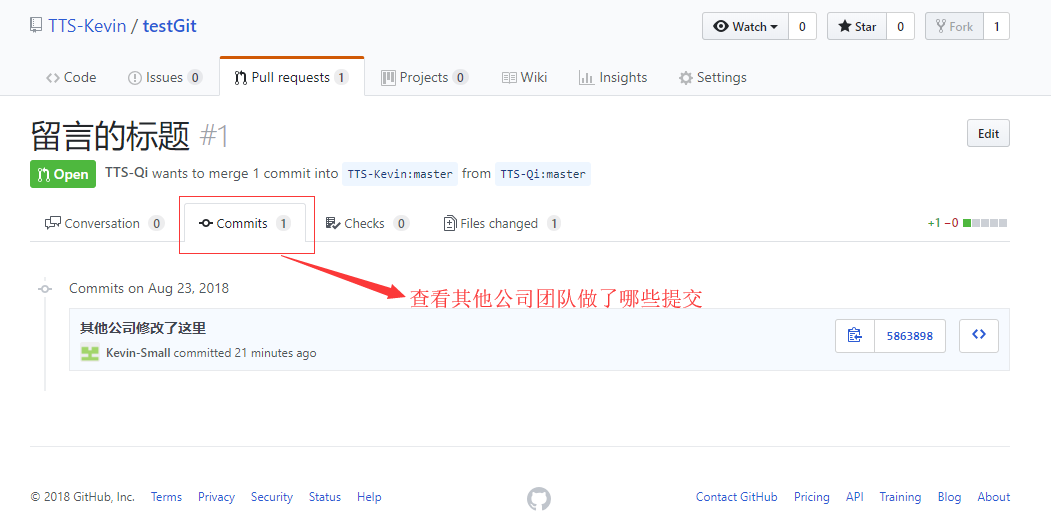 TTS-Kevin / testGit
Watch 0 Star 0 Fork 1
Code Issues 0 Pull requests 1 Projects 0 Wiki Insights Settings
留言的标题 #1
Edit
Open TTS-Qi wants to merge 1 commit into TTS-Kevin:master from TTS-Qi:master
Conversation 0 Commits 1 Checks 0 Files changed 1 +1 −0
Commits on Aug 23, 2018
查看其他公司团队做了哪些提交
其他公司修改了这里
Kevin-Small committed 21 minutes ago
5863898
© 2018 GitHub, Inc. Terms Privacy Security Status Help
Contact GitHub Pricing API Training Blog About